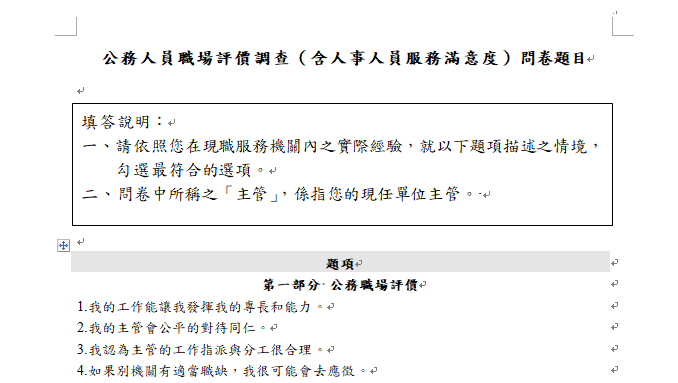 公務人員職場評價調查（含人事人員服務滿意度）問卷題目
填答說明：
一、請依照您在現職服務機關內之實際經驗，就以下題項描述之情境，
勾選最符合的選項。
二、問卷中所稱之「主管」，係指您的現任單位主管。
題項
第一部分 公務職場評價
1.我的工作能讓我發揮我的專長和能力。
2.我的主管會公平的對待同仁。
3.我認為主管的工作指派與分工很合理。
4.如果別機關有適當職缺，我很可能會去應徵。